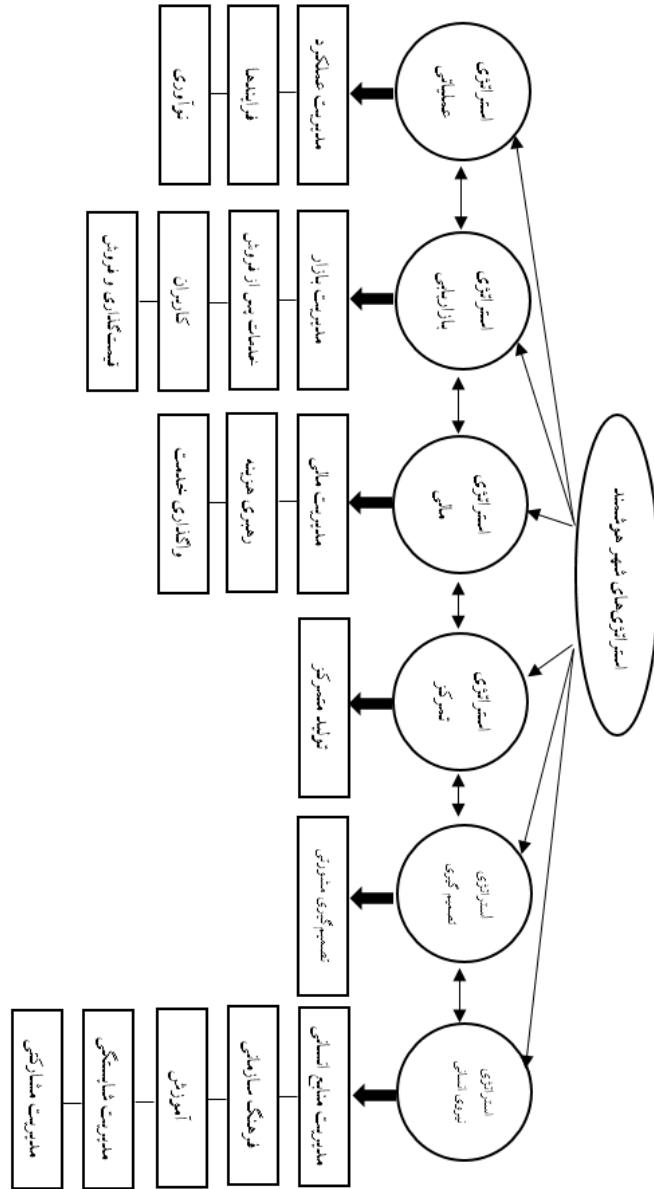 استراتژی‌های شهر هوشمند
استراتژی
نیروی انسانی
مدیریت منابع انسانی
فرهنگ سازمانی
آموزش
مدیریت شایستگی
مدیریت مشارکتی
استراتژی
تصمیم گیری
تصمیم‌گیری مشورتی
استراتژی
تمرکز
تولید متمرکز
استراتژی
مالی
مدیریت مالی
رهبری هزینه
واگذاری خدمت
استراتژی
بازاریابی
مدیریت بازار
خدمات پس از فروش
کاربران
قیمت‌گذاری و فروش
استراتژی
عملیاتی
مدیریت عملکرد
فرایندها
نوآوری